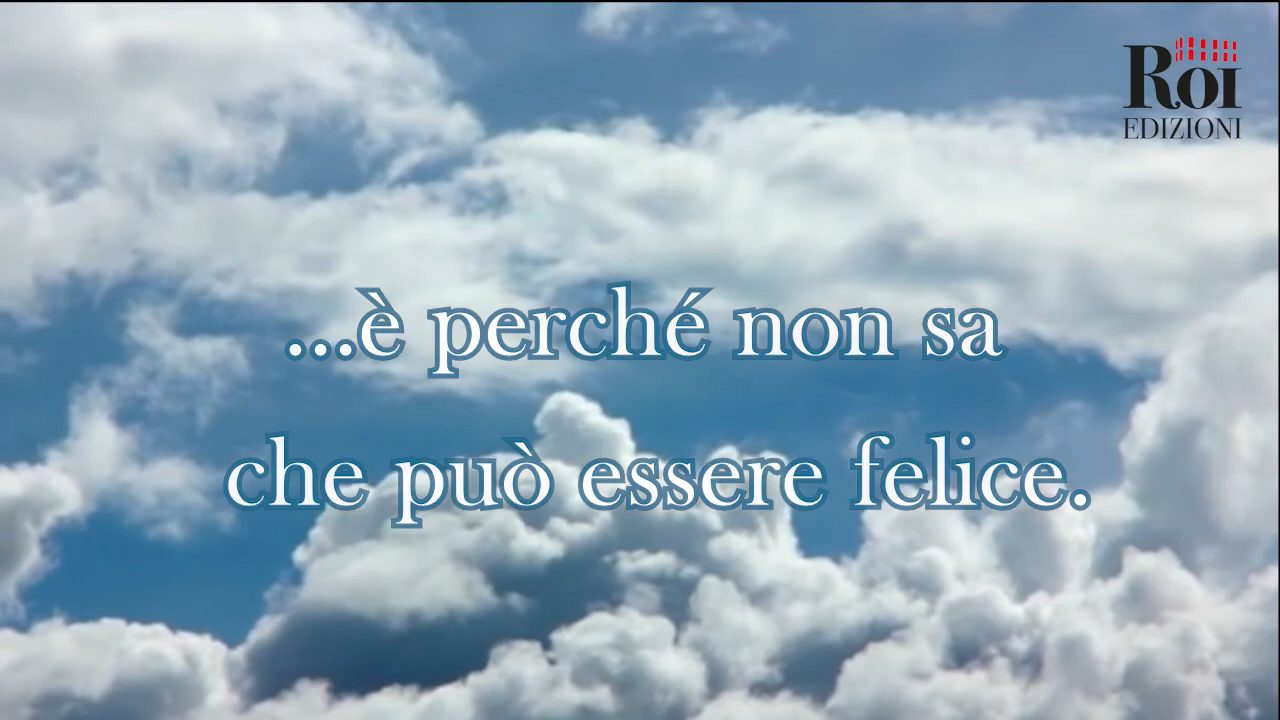 Roi
EDIZIONI
...è perché non sa
che può essere felice.